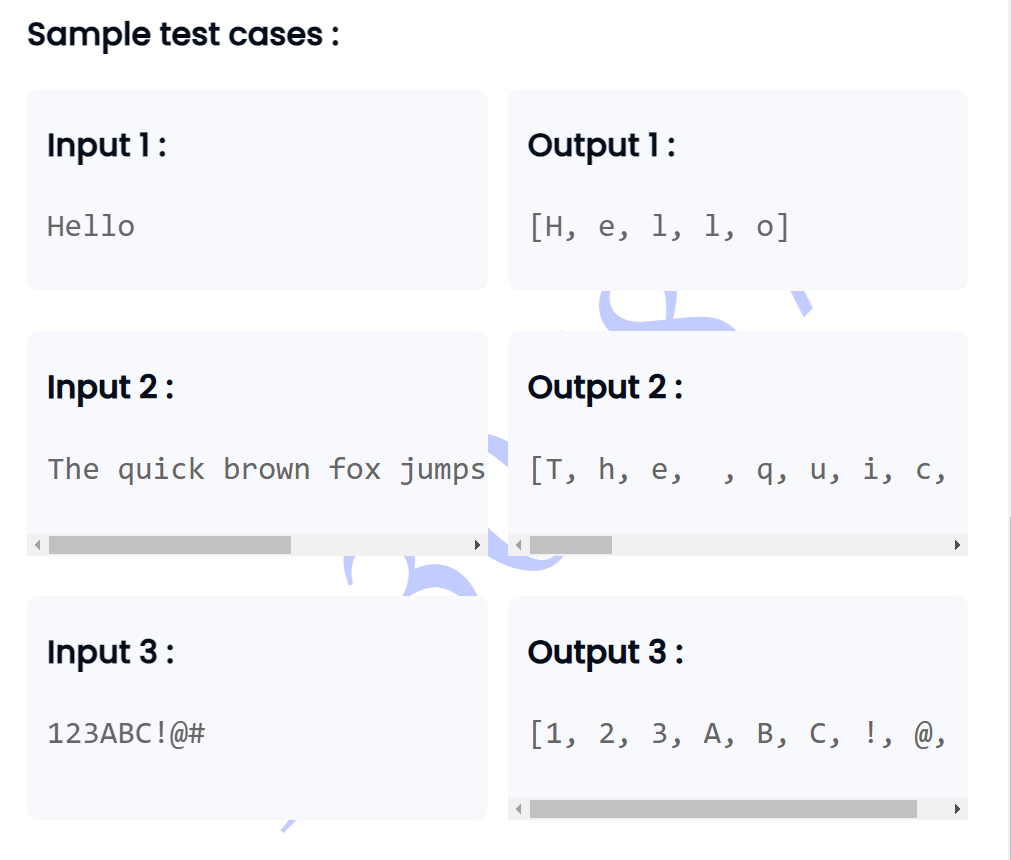 Sample test cases :
Input 1 :
Hello
Output 1 :
[H, e, l, l, o]
Input 2 :
The quick brown fox jumps
Output 2 :
[T, h, e,  , q, u, i, c,
Input 3 :
123ABC!@#
Output 3 :
[1, 2, 3, A, B, C, !, @,